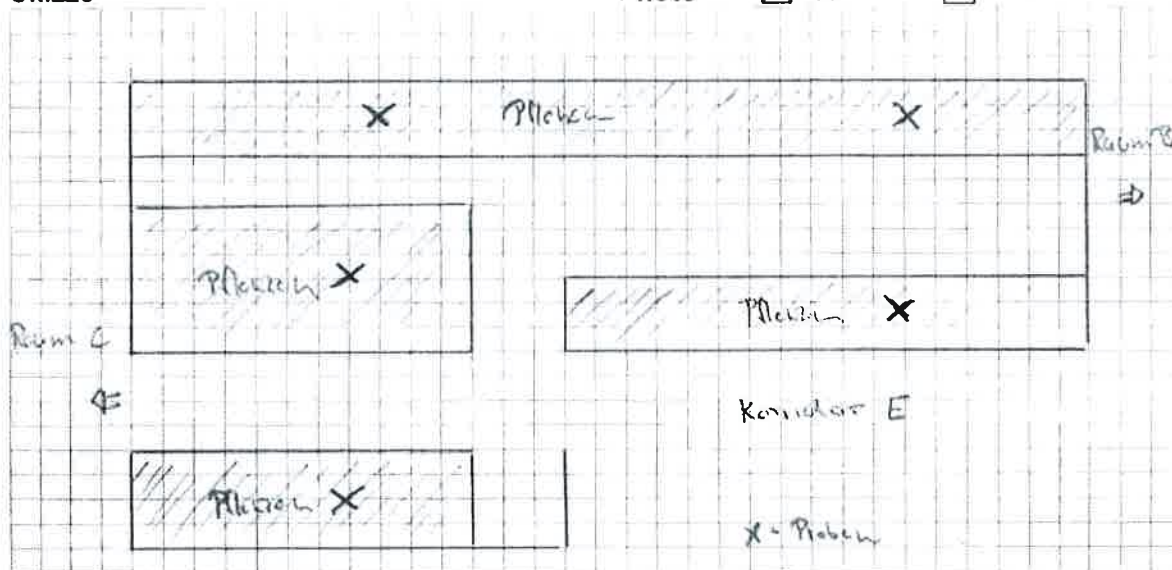 Pflanzen
Raum B
Pflanzen
Pflanzen
Raum C
Korridor E
Pflanzen
X = Proben